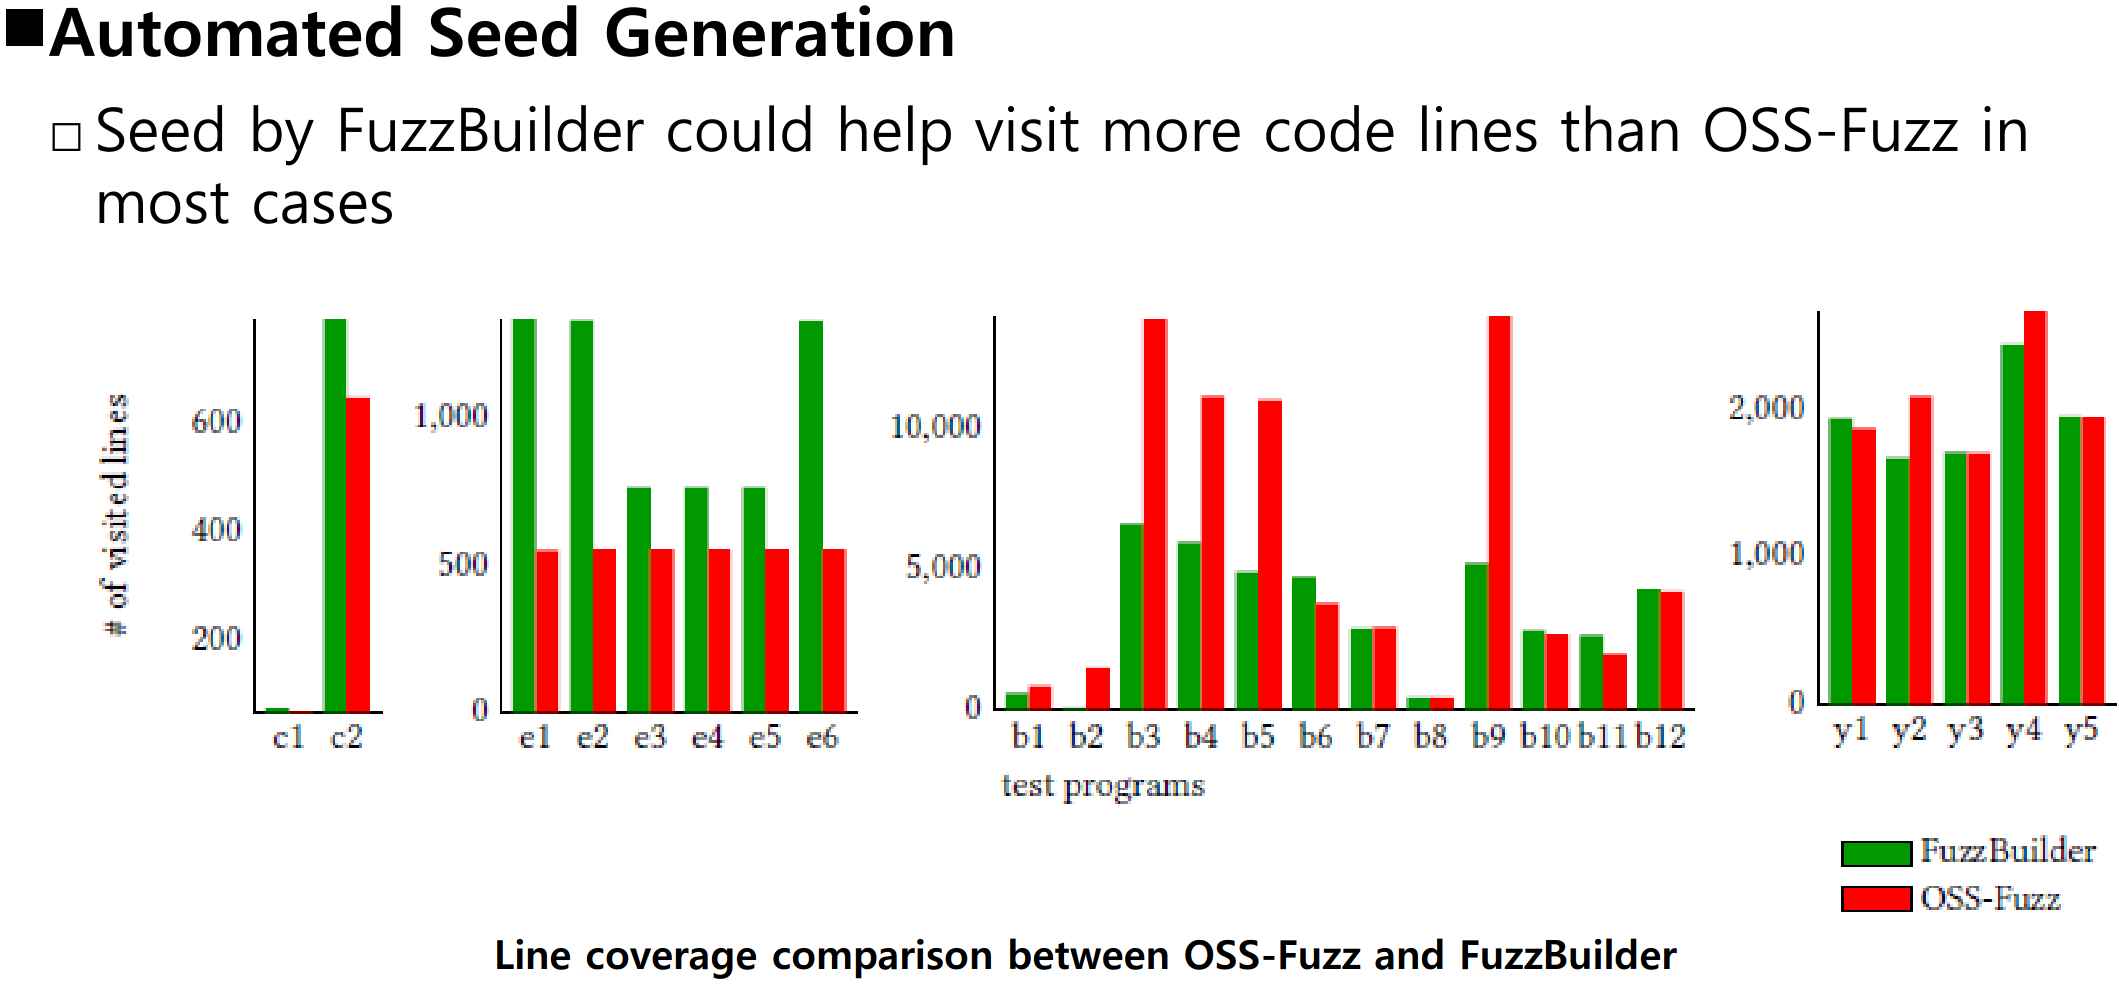 ■Automated Seed Generation
□ Seed by FuzzBuilder could help visit more code lines than OSS-Fuzz in
most cases
# of visited lines
600
400
200
c1 c2
1,000
500
0
e1 e2 e3 e4 e5 e6
10,000
5,000
0
b1 b2 b3 b4 b5 b6 b7 b8 b9 b10 b11 b12
2,000
1,000
0
y1 y2 y3 y4 y5
test programs
FuzzBuilder
OSS-Fuzz
Line coverage comparison between OSS-Fuzz and FuzzBuilder